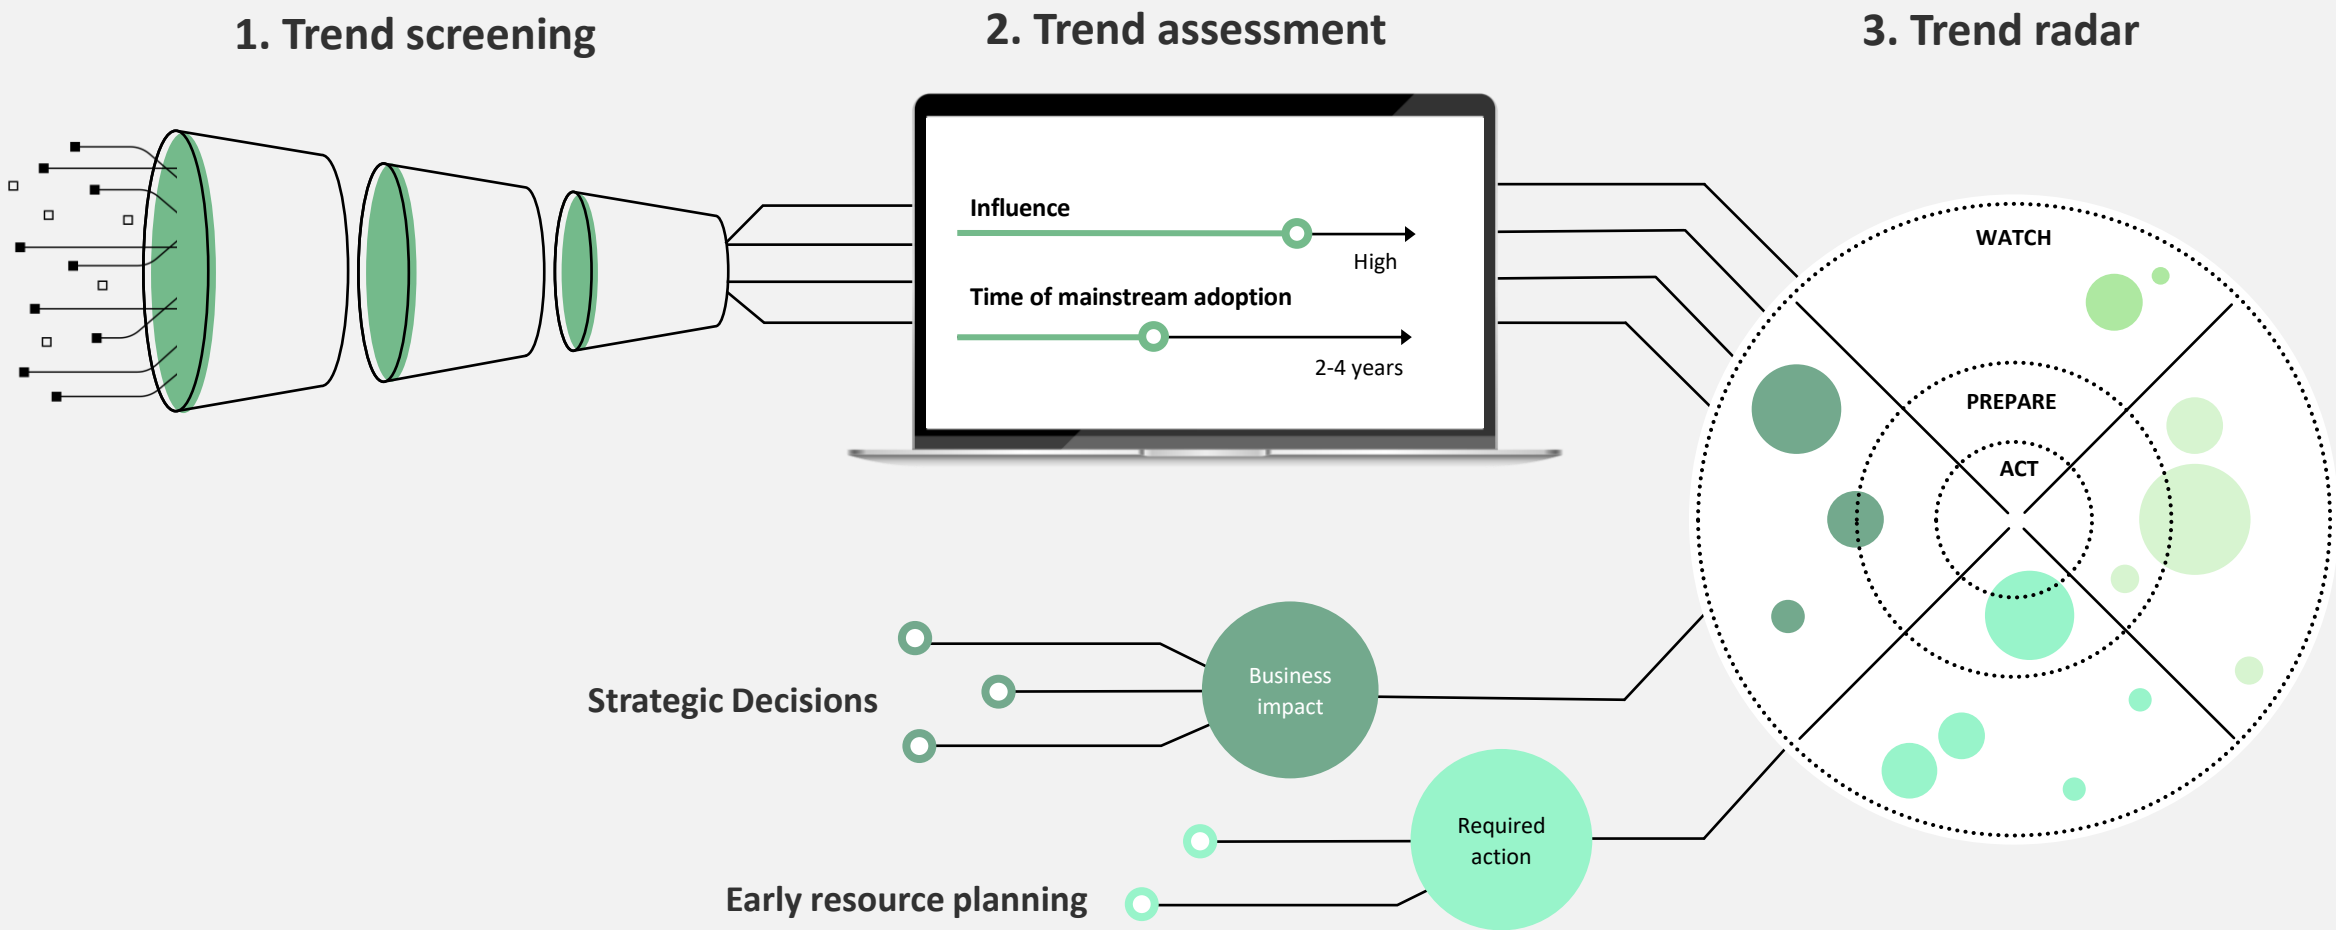 1. Trend screening
2. Trend assessment
3. Trend radar
Influence
High
Time of mainstream adoption
2-4 years
WATCH
PREPARE
ACT
Strategic Decisions
Business
impact
Required
action
Early resource planning